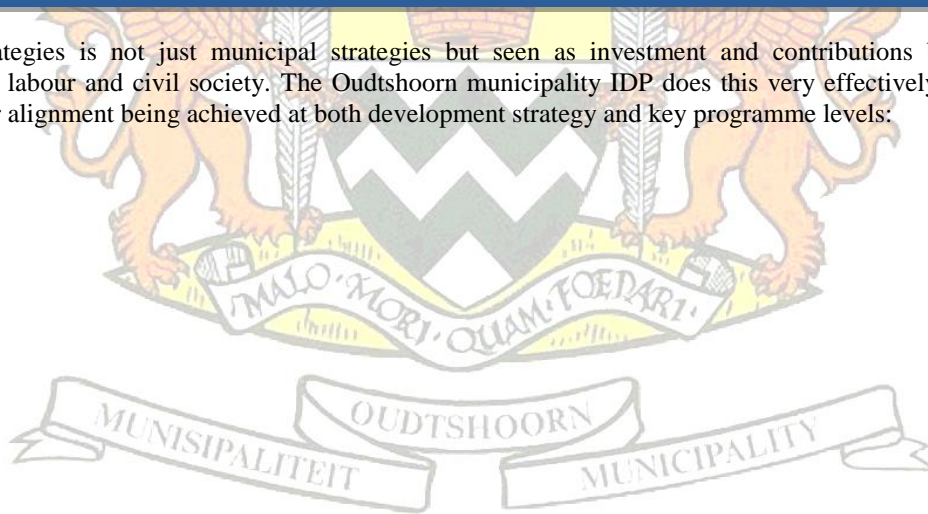 ategies is not just municipal strategies but seen as investment and contributions
labour and civil society. The Oudtshoorn municipality IDP does this very effectively
alignment being achieved at both development strategy and key programme levels:
MALO·MORI·QUAM·FOEDARI·
MUNISIPALITEIT OUDTSHOORN MUNICIPALITY